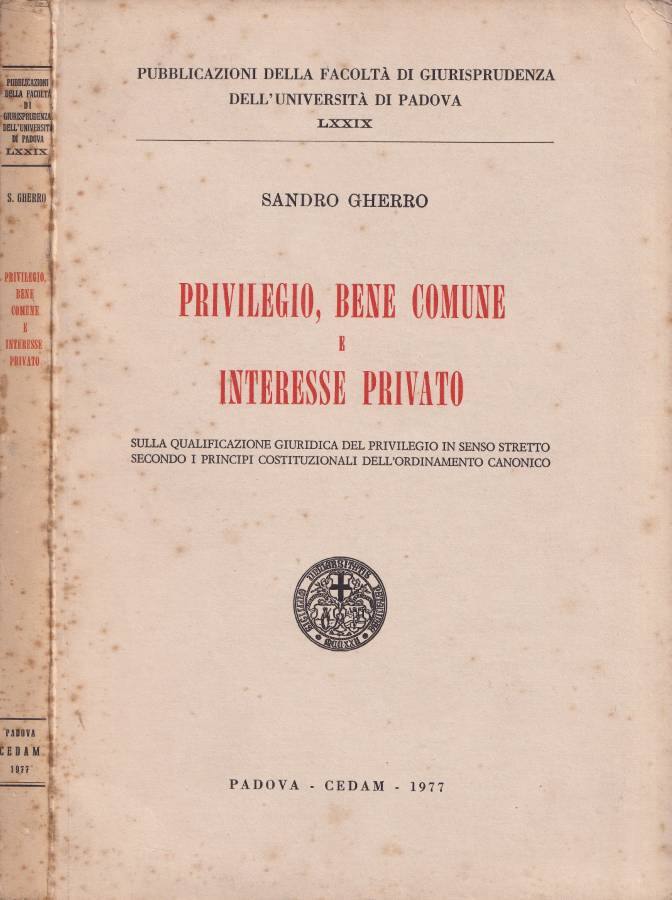 PUBBLICAZIONI
DELLA FACOLTÀ
DI
GIURISPRUDENZA
DELL'UNIVERSITÀ
DI PADOVA
LXXIX
S. GHERRO
PRIVILEGIO,
BENE
COMUNE
E
INTERESSE
PRIVATO
PADOVA
CEDAM
1977
PUBBLICAZIONI DELLA FACOLTÀ DI GIURISPRUDENZA
DELL'UNIVERSITÀ DI PADOVA
LXXIX
SANDRO GHERRO
PRIVILEGIO, BENE COMUNE
E
INTERESSE PRIVATO
SULLA QUALIFICAZIONE GIURIDICA DEL PRIVILEGIO IN SENSO STRETTO
SECONDO I PRINCIPI COSTITUZIONALI DELL'ORDINAMENTO CANONICO
PADOVA - CEDAM - 1977